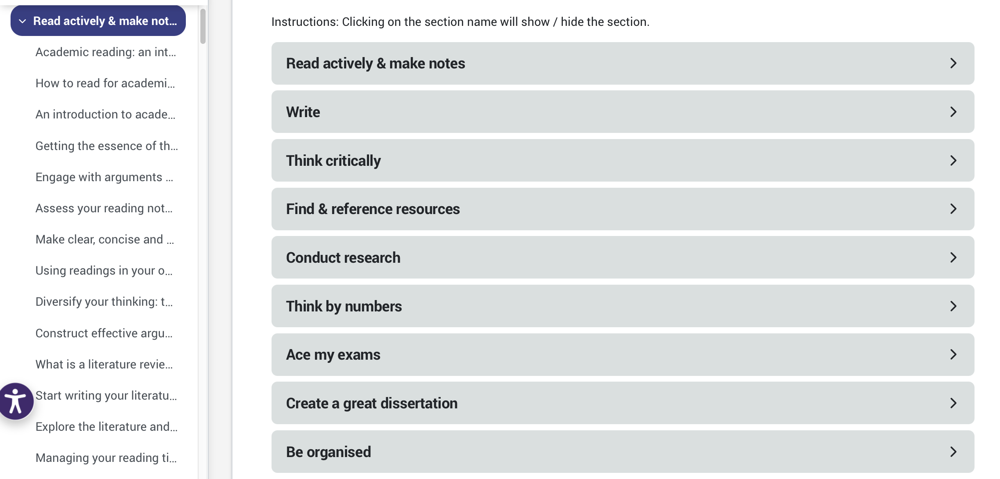 Read actively & make not...
Academic reading: an int...
How to read for academi...
An introduction to acade...
Getting the essence of th...
Engage with arguments ...
Assess your reading not...
Make clear, concise and ...
Using readings in your o...
Diversify your thinking: t...
Construct effective argu...
What is a literature revie...
Start writing your literatu...
Explore the literature and...
Managing your reading ti...
Instructions: Clicking on the section name will show / hide the section.
Read actively & make notes
Write
Think critically
Find & reference resources
Conduct research
Think by numbers
Ace my exams
Create a great dissertation
Be organised